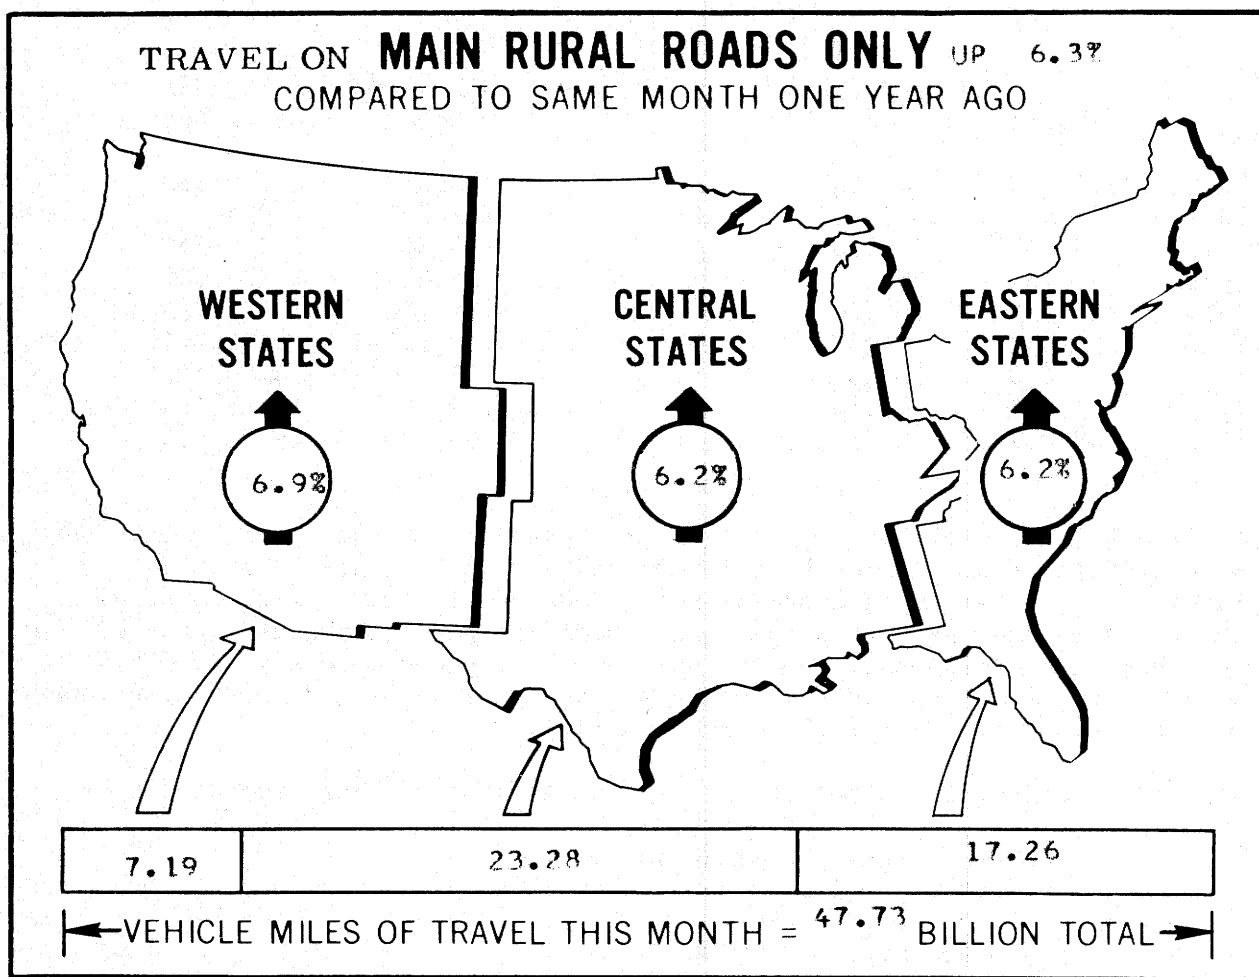 TRAVEL ON MAIN RURAL ROADS ONLY UP 6.3%
COMPARED TO SAME MONTH ONE YEAR AGO
WESTERN
STATES
6.9%
CENTRAL
STATES
6.2%
EASTERN
STATES
6.2%
7.19
23.28
17.26
VEHICLE MILES OF TRAVEL THIS MONTH = 47.73 BILLION TOTAL